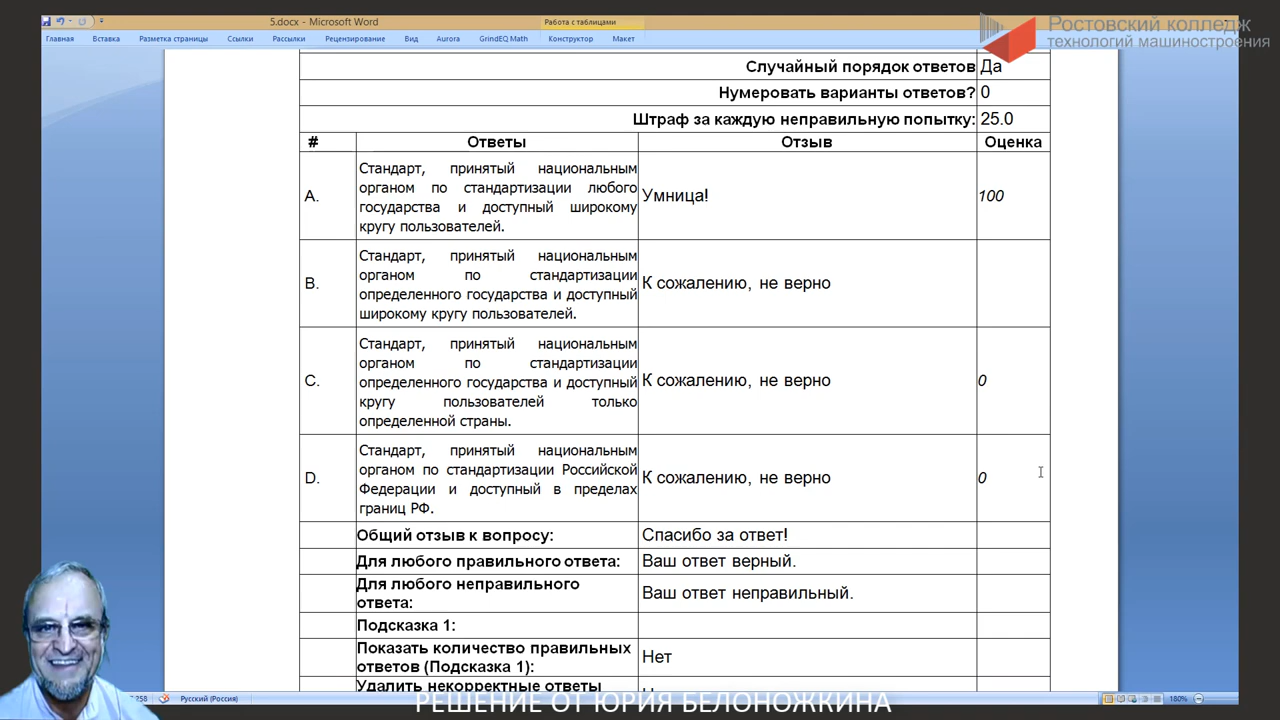 5.docx - Microsoft Word
Работа с таблицами
Ростовский колледж
технологий машиностроения
Главная Вставка Разметка страницы Ссылки Рассылки Рецензирование Вид Aurora GrindEQ Math Конструктор Макет
Случайный порядок ответов Да
Нумеровать варианты ответов? 0
Штраф за каждую неправильную попытку: 25.0
# Ответы Отзыв Оценка
Стандарт, принятый национальным
органом по стандартизации любого
A. Умница! 100
государства и доступный широкому
кругу пользователей.
Стандарт, принятый национальным
органом по стандартизации
B. К сожалению, не верно
определенного государства и доступный
широкому кругу пользователей.
Стандарт, принятый национальным
органом по стандартизации
C. определенного государства и доступный К сожалению, не верно 0
кругу пользователей только
определенной страны.
Стандарт, принятый национальным
органом по стандартизации Российской
D. К сожалению, не верно 0
Федерации и доступный в пределах
границ РФ.
Общий отзыв к вопросу: Спасибо за ответ!
Для любого правильного ответа: Ваш ответ верный.
Для любого неправильного
ответа:
Ваш ответ неправильный.
Подсказка 1:
Показать количество правильных
ответов (Подсказка 1):
Нет
Удалить некорректные ответы
258 Русский (Россия) 180%
РЕШЕНИЕ ОТ ЮРИЯ БЕЛОНОЖКИНА